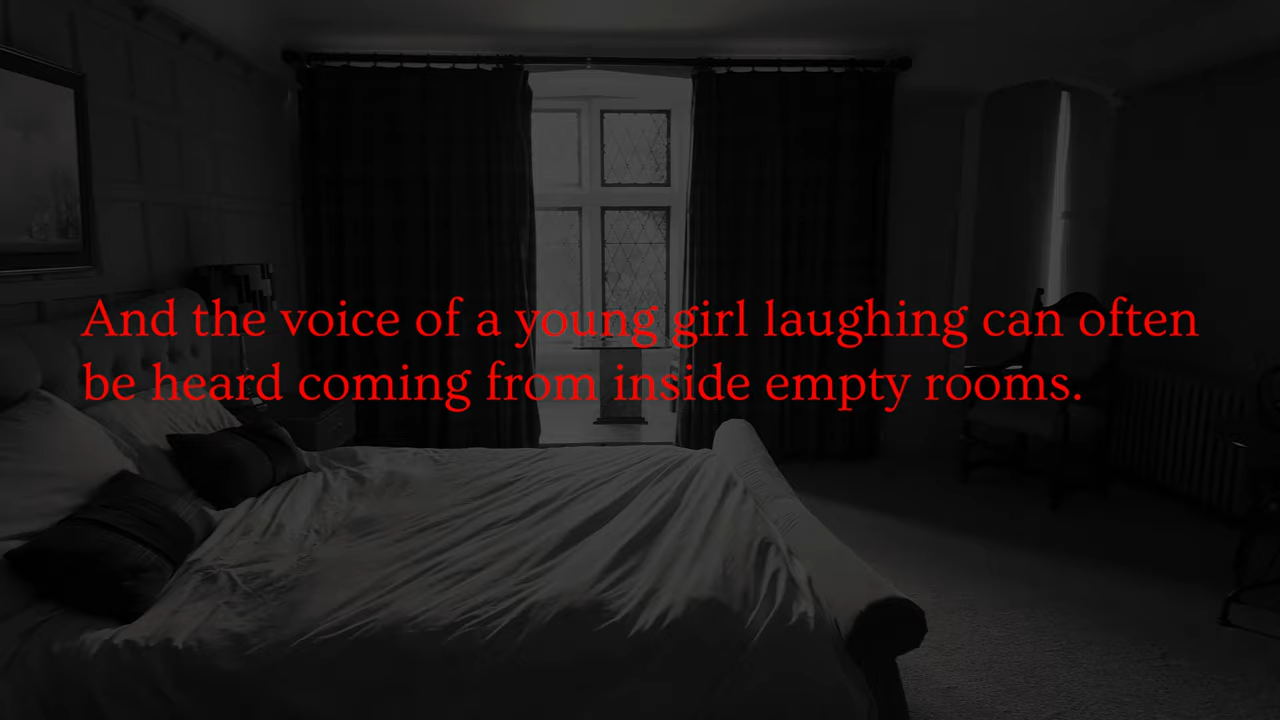 And the voice of a young girl laughing can often
be heard coming from inside empty rooms.